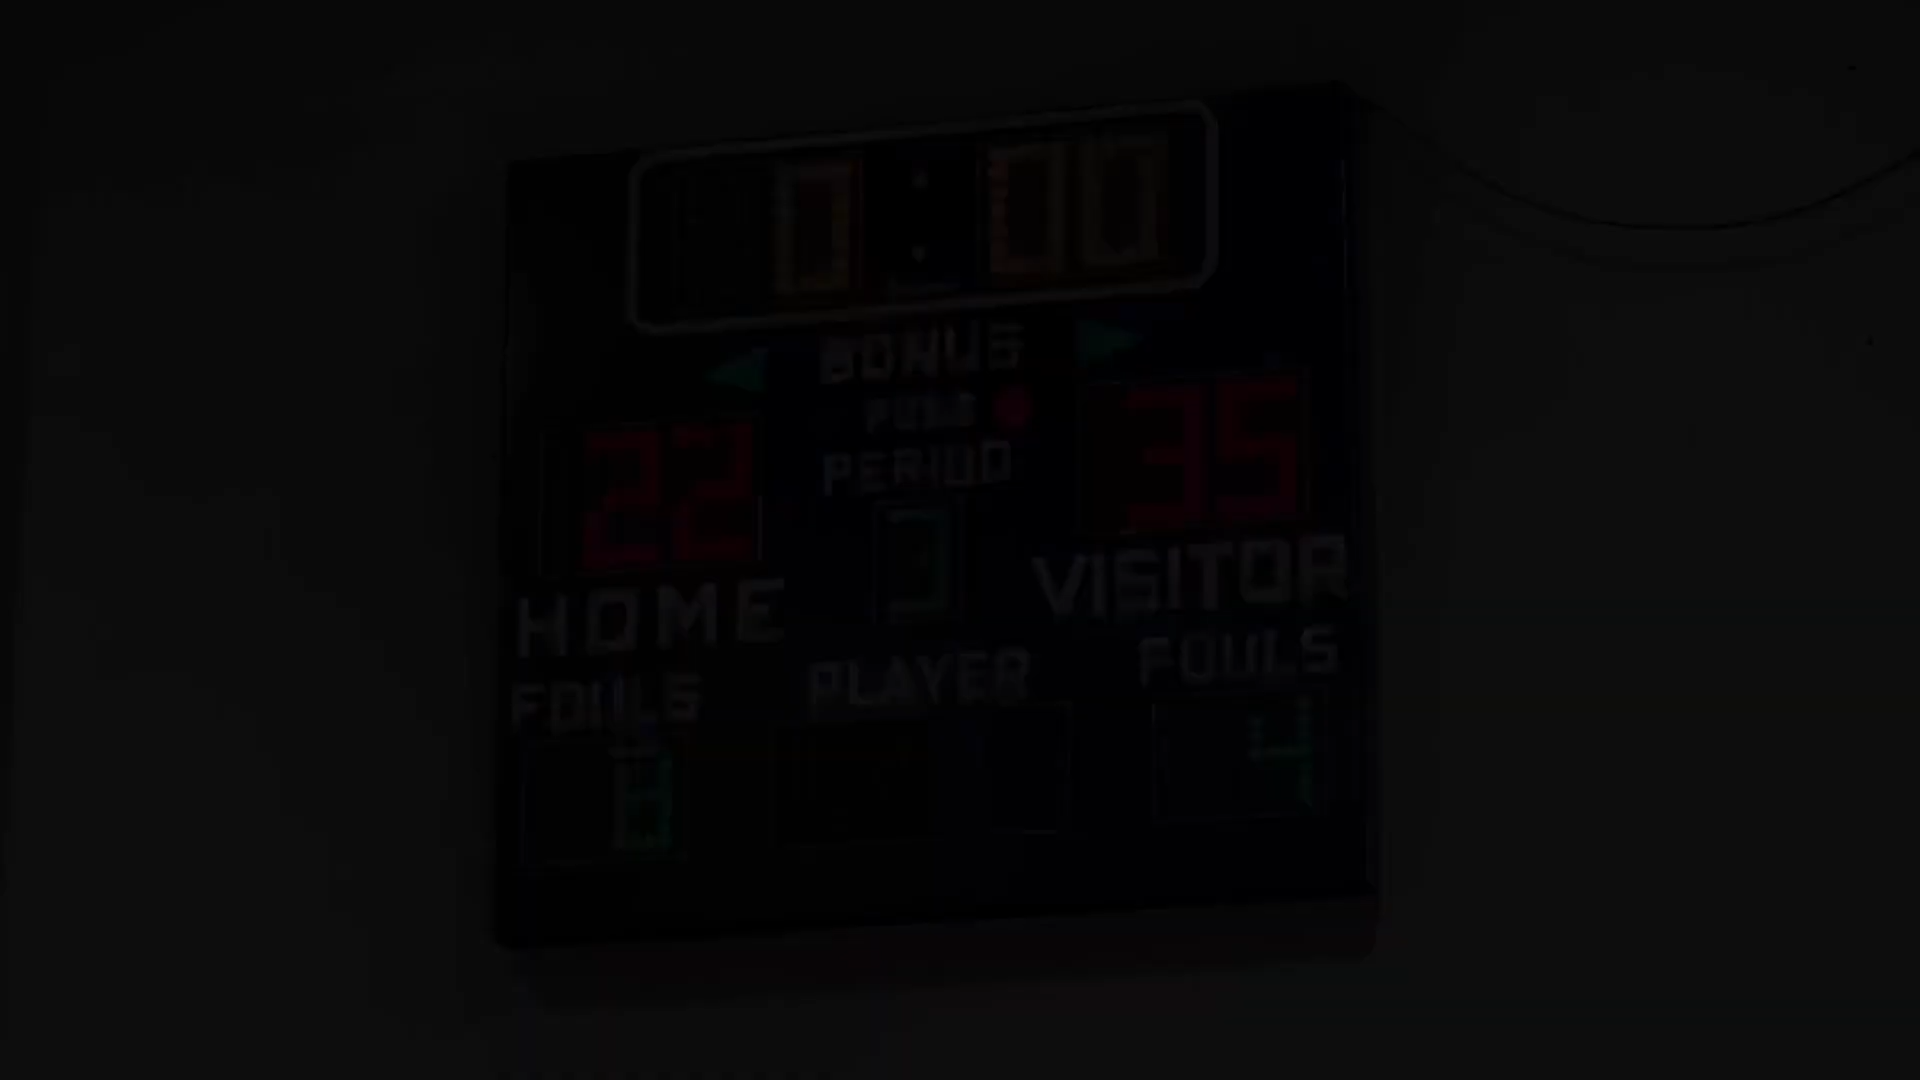 0:00
BONUS
POSS
PERIOD
22
35
HOME
VISITOR
FOULS
PLAYER
FOULS
8
4